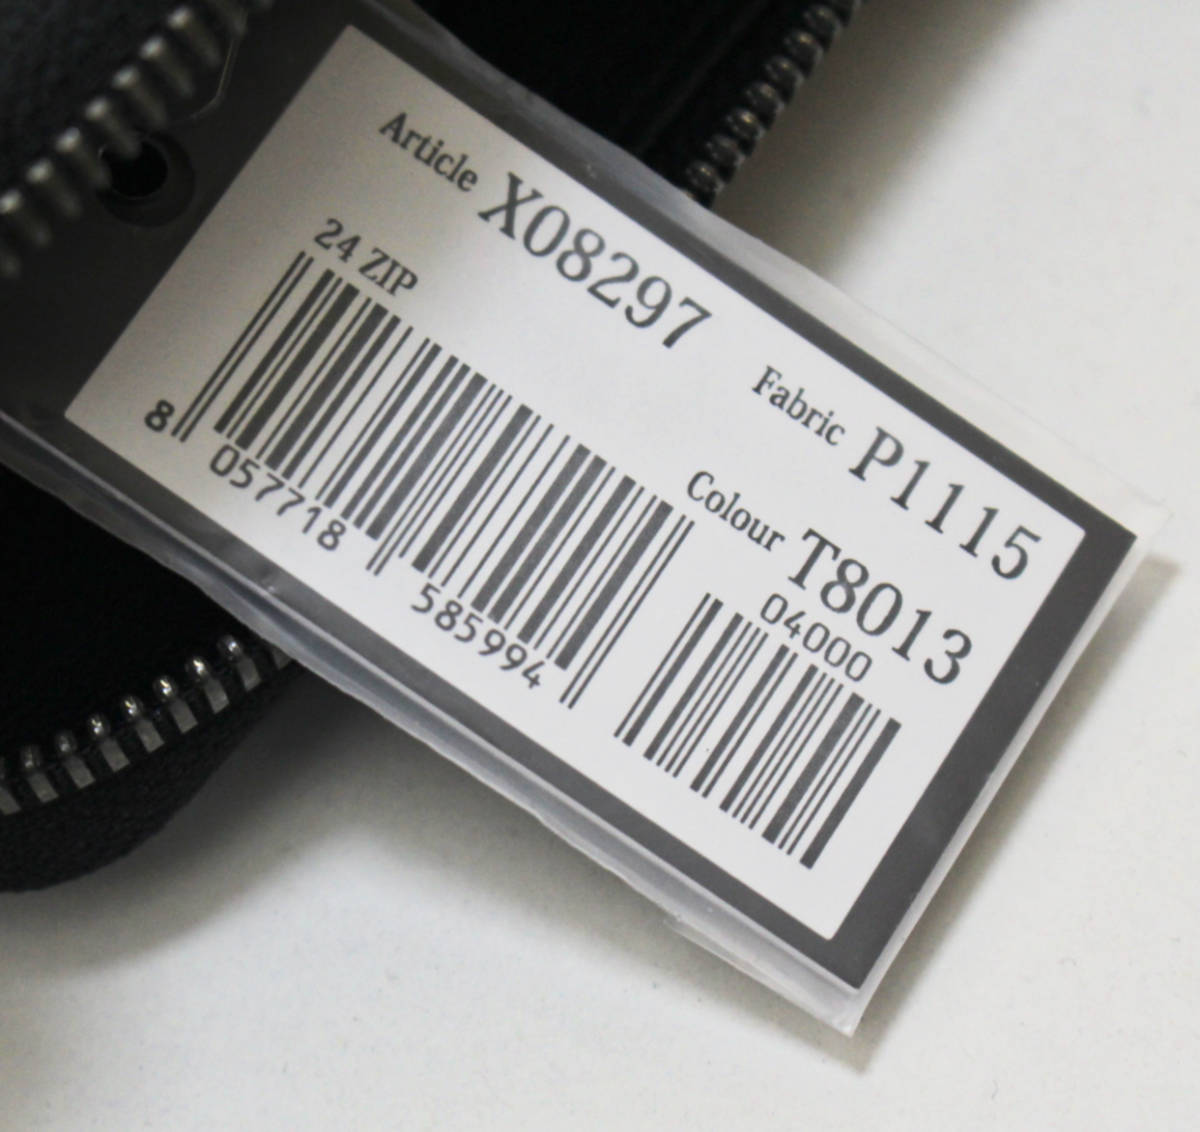 Article X08297
Fabric P1115
24 ZIP
Colour T8013
04000
8 057718 585994